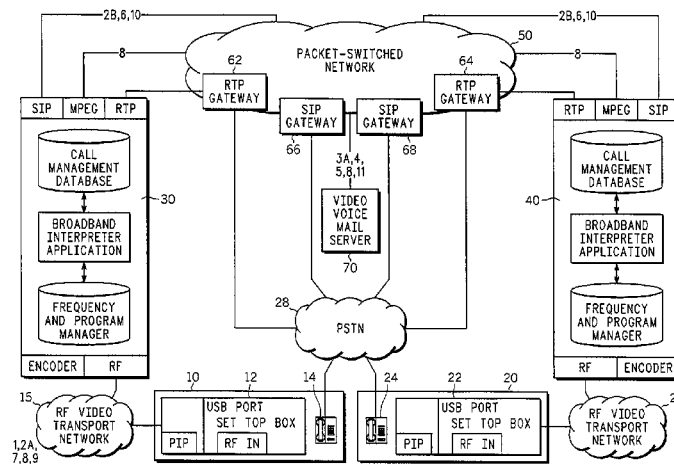 2B,6,10
2B,6,10
50
PACKET-SWITCHED
NETWORK
8
8
62
64
RTP
GATEWAY
RTP
GATEWAY
SIP
MPEG
RTP
RTP
MPEG
SIP
SIP
GATEWAY
SIP
GATEWAY
66
68
CALL
MANAGEMENT
DATABASE
30
BROADBAND
INTERPRETER
APPLICATION
FREQUENCY
AND PROGRAM
MANAGER
ENCODER
RF
3A,4,
5,8,11
VIDEO
VOICE
MAIL
SERVER
70
CALL
MANAGEMENT
DATABASE
40
BROADBAND
INTERPRETER
APPLICATION
FREQUENCY
AND PROGRAM
MANAGER
RF
ENCODER
28
PSTN
15
RF VIDEO
TRANSPORT
NETWORK
1,2A,
7,8,9
10
12
14
USB PORT
SET TOP BOX
PIP
RF IN
24
22
20
USB PORT
SET TOP BOX
PIP
RF IN
RF VIDEO
TRANSPORT
NETWORK